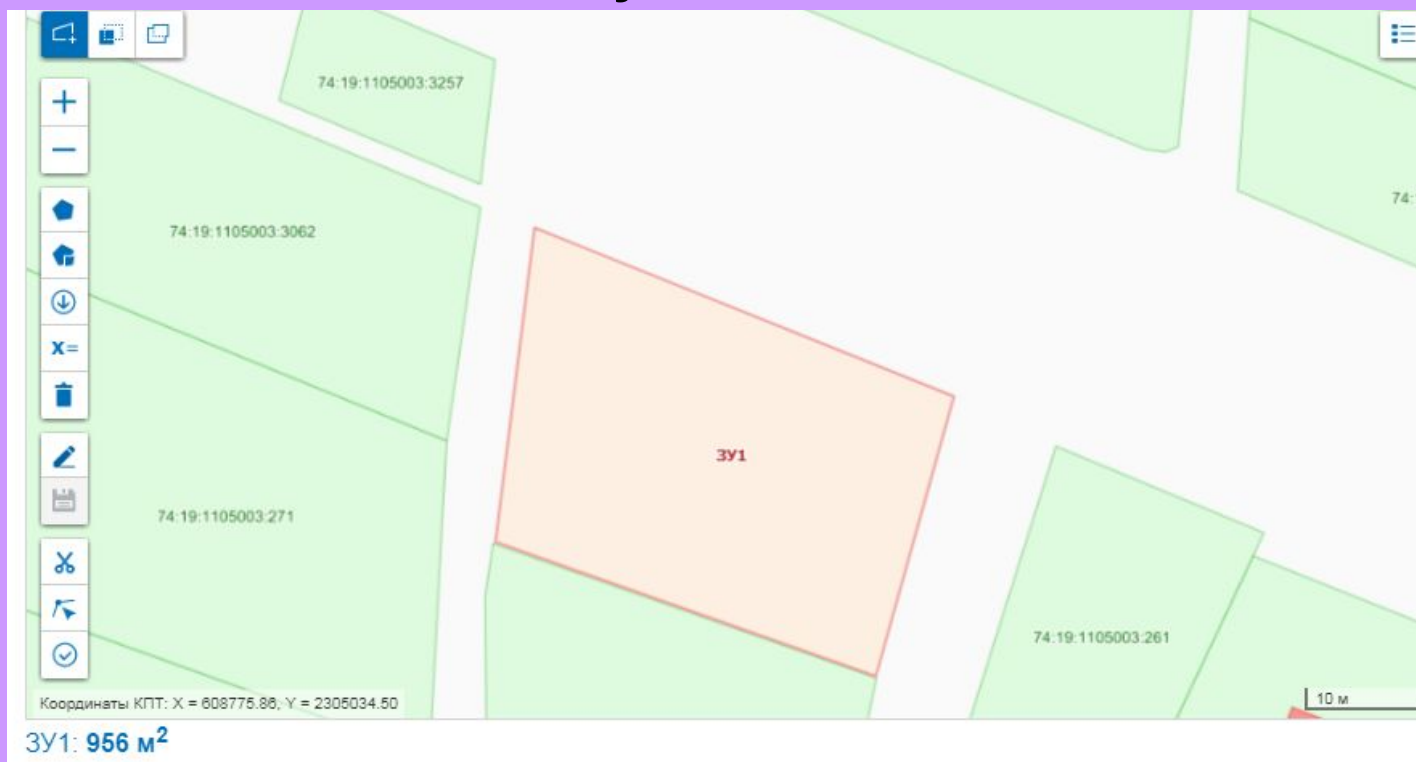 74:19:1105003:3257
74:
74:19:1105003:3062
ЗУ1
74:19:1105003:271
74:19:1105003:261
X=
Координаты КПТ: X = 608775.86; Y = 2305034.50
10 м
ЗУ1: 956 м²